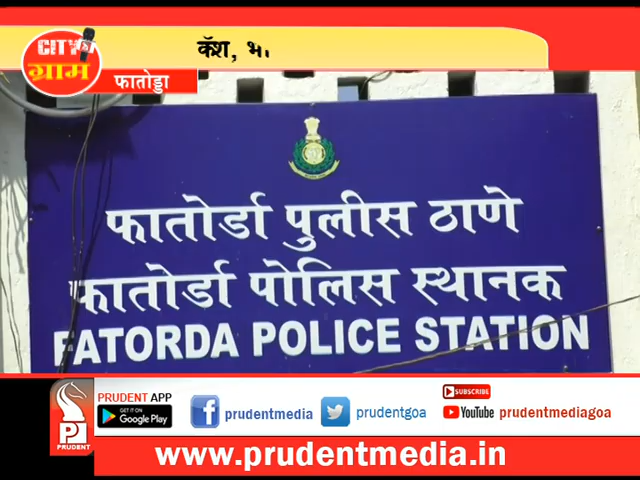 CITY
ग्राम
कॅश, भ.
फातोड्डा
फातोर्डा पुलीस ठाणे
फातोर्डा पोलिस स्थानक
FATORDA POLICE STATION
PRUDENT
PRUDENT APP
GET IT ON
Google Play
prudentmedia
prudentgoa
SUBSCRIBE
YouTube prudentmediagoa
www.prudentmedia.in